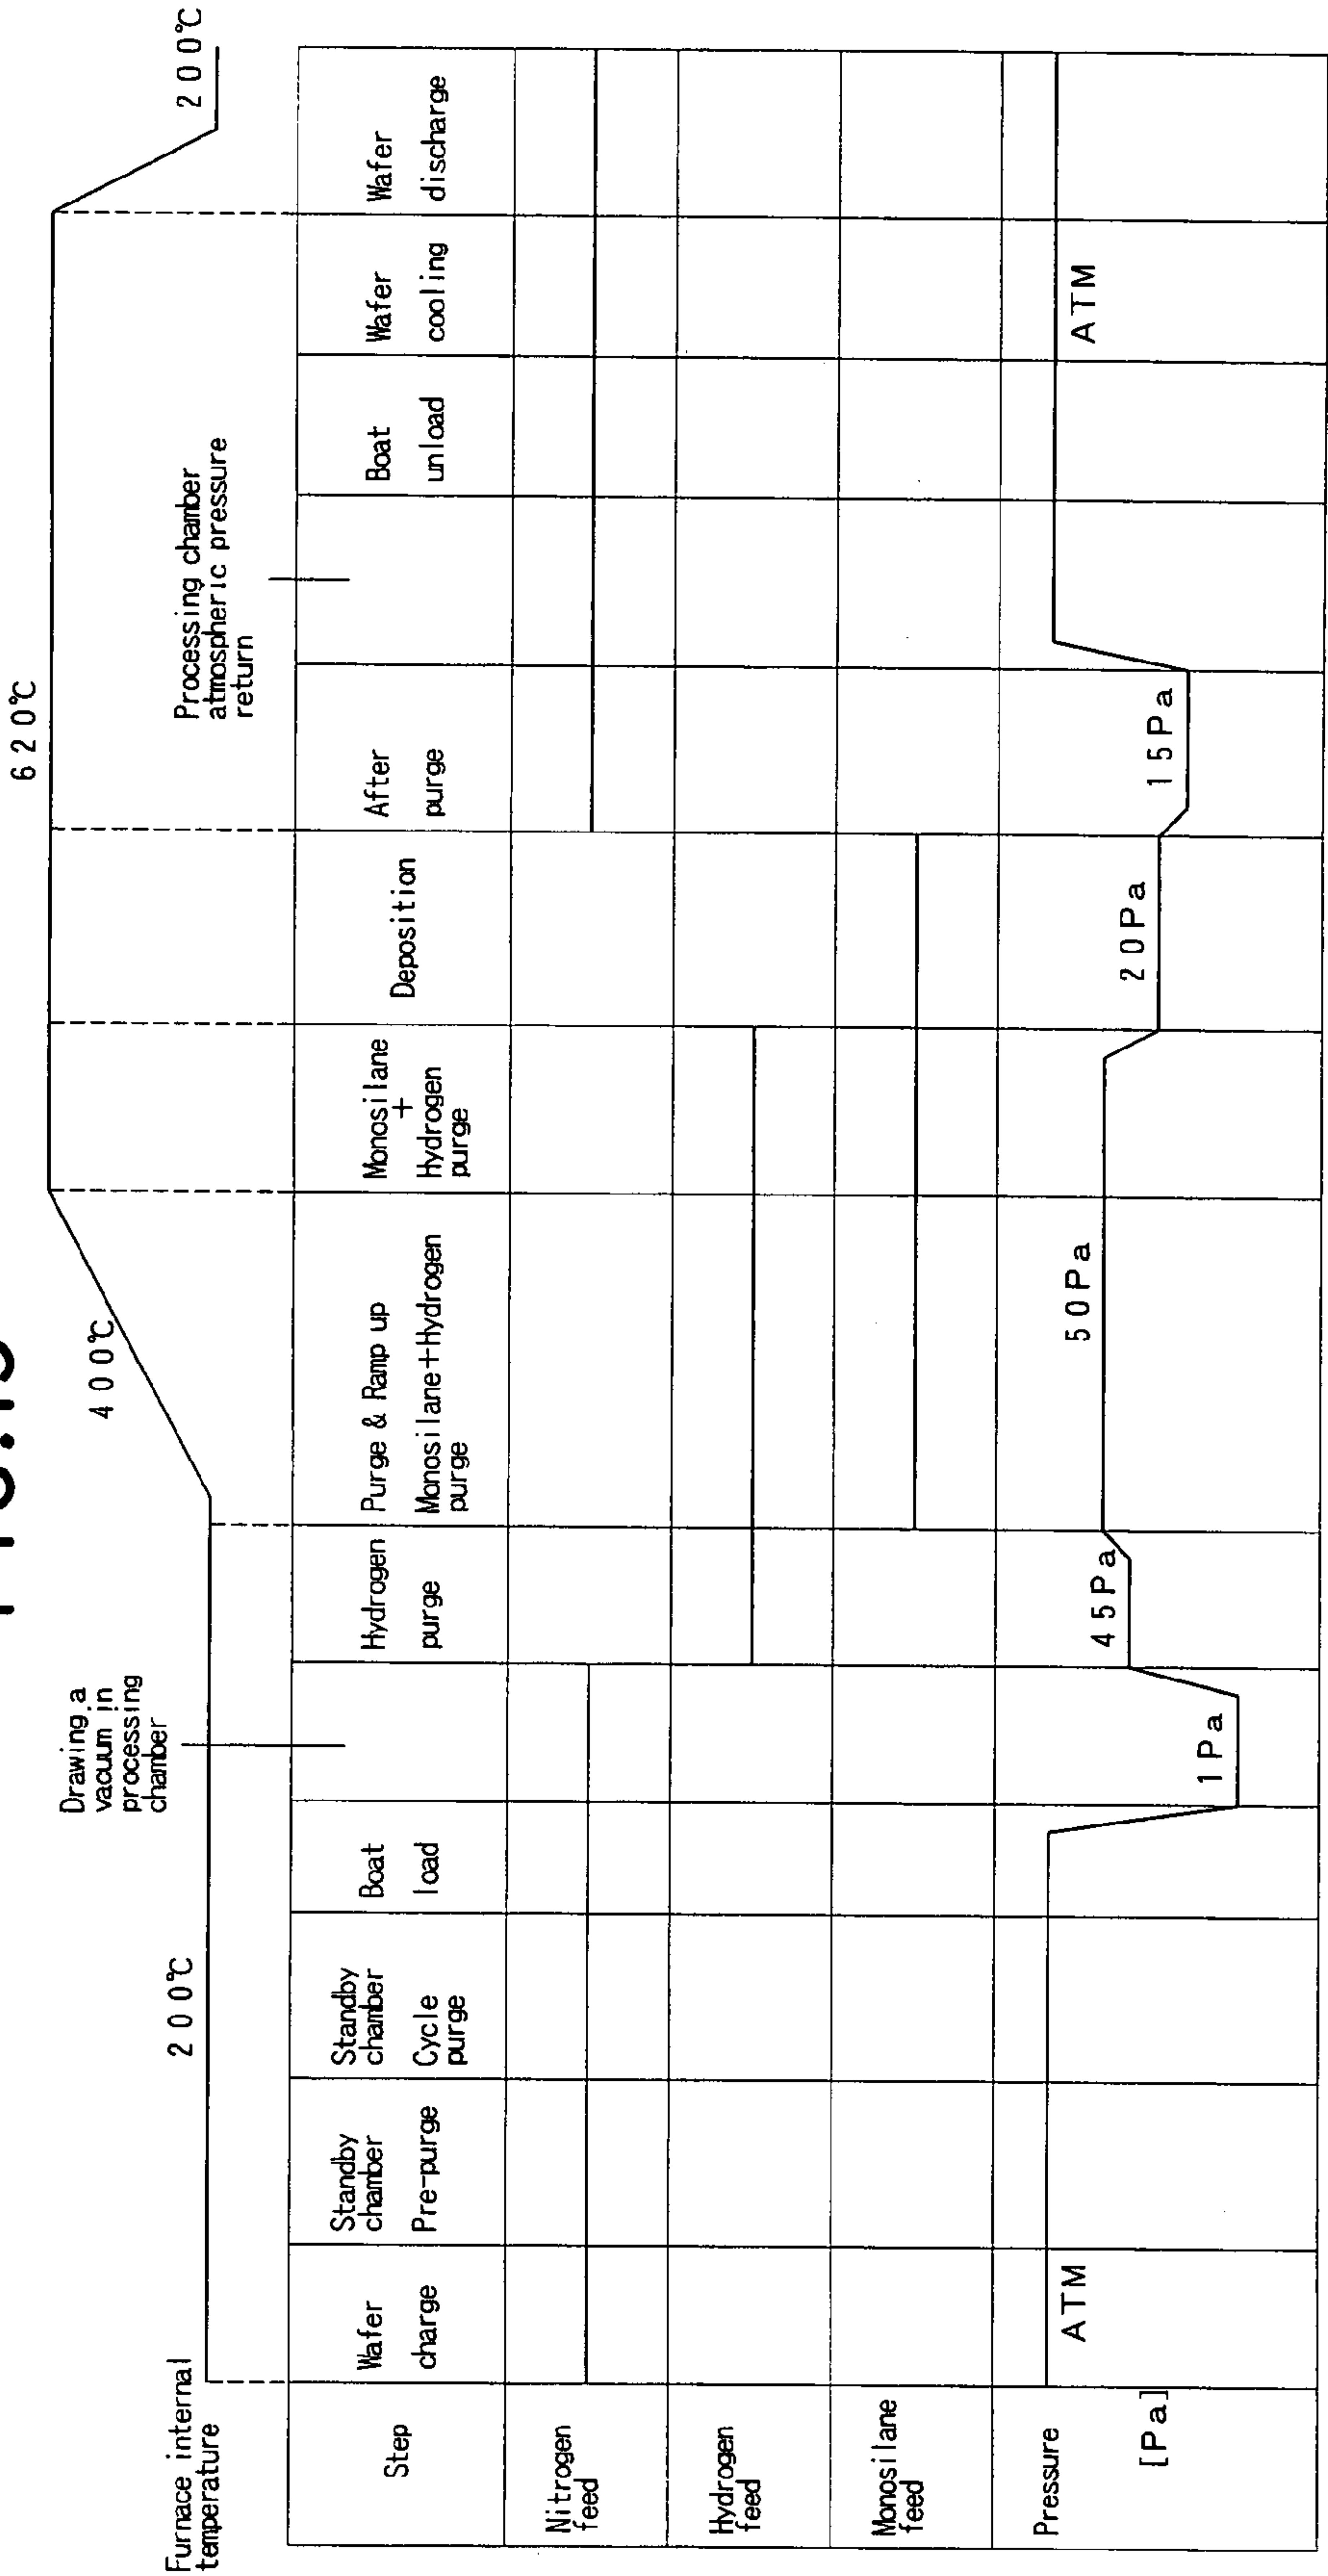 620℃
400℃
200℃
200℃
Furnace internal
temperature
Drawing a
vacuum in
processing
chamber
Processing chamber
atmospheric pressure
return
Step
Wafer
charge
Standby
chamber
Pre-purge
Standby
chamber
Cycle
purge
Boat
load
Hydrogen
purge
Purge & Ramp up
Monosilane+Hydrogen
purge
Monosilane
+
Hydrogen
purge
Deposition
After
purge
Boat
unload
Wafer
cooling
Wafer
discharge
Nitrogen
feed
Hydrogen
feed
Monosilane
feed
Pressure
[Pa]
ATM
1Pa
45Pa
50Pa
20Pa
15Pa
ATM